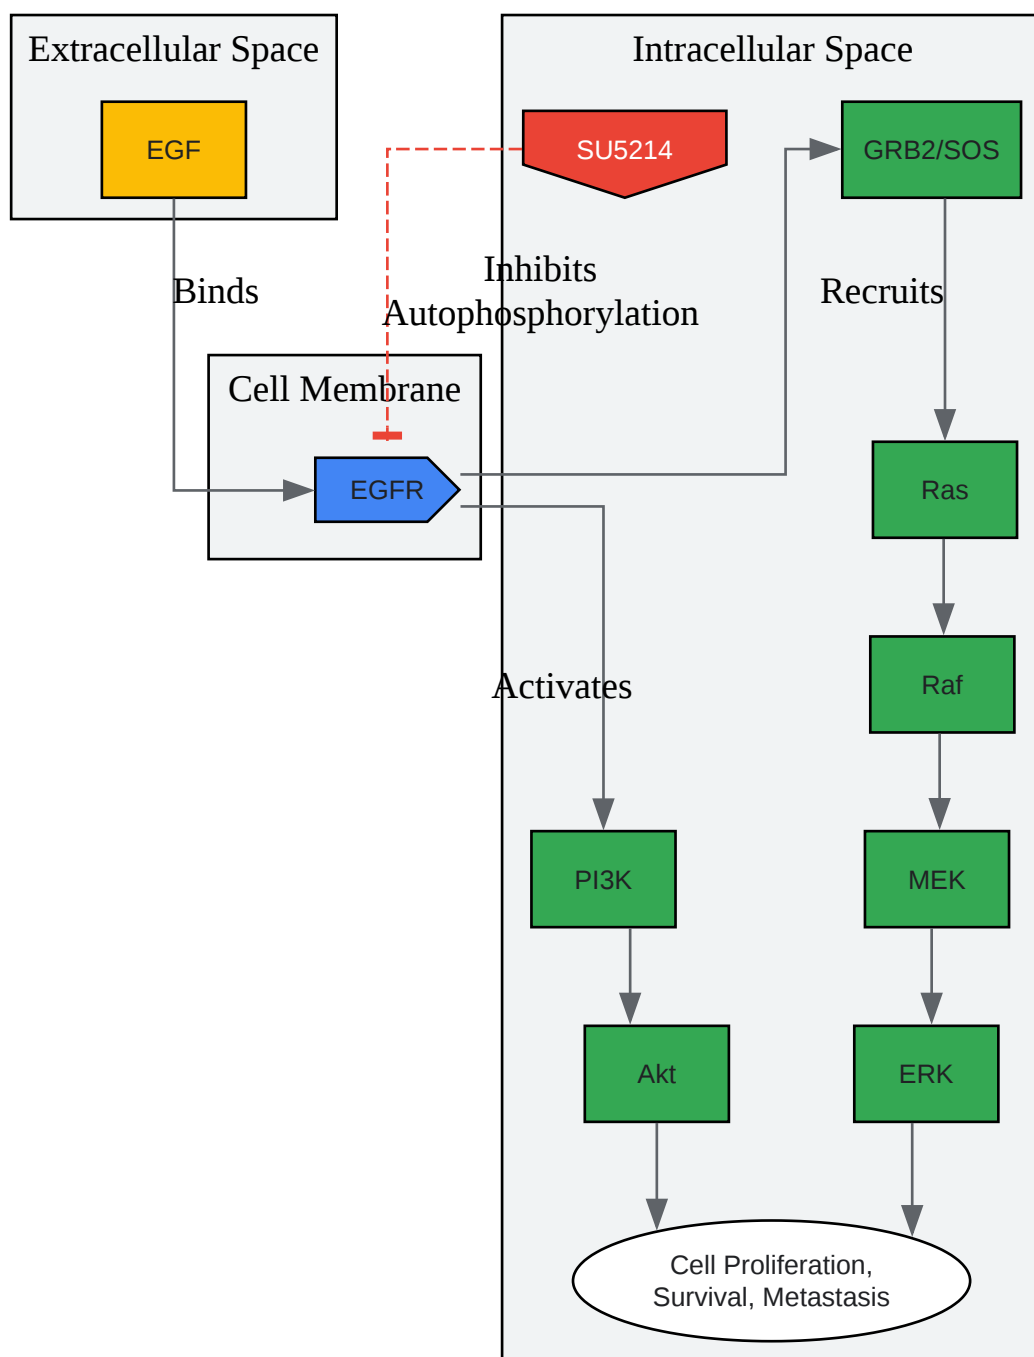 Extracellular Space
Intracellular Space
EGF
SU5214
GRB2/SOS
Binds
Inhibits
Autophosphorylation
Recruits
Cell Membrane
EGFR
Ras
Raf
Activates
PI3K
MEK
Akt
ERK
Cell Proliferation,
Survival, Metastasis